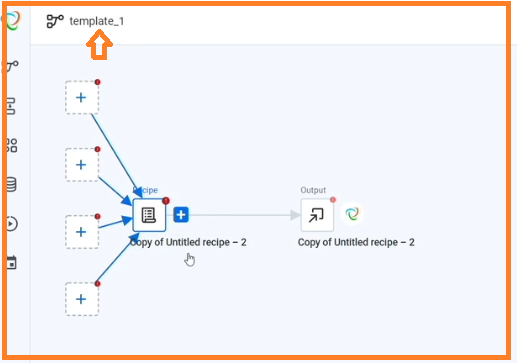 template_1
Recipe
Output
Copy of Untitled recipe – 2
Copy of Untitled recipe – 2